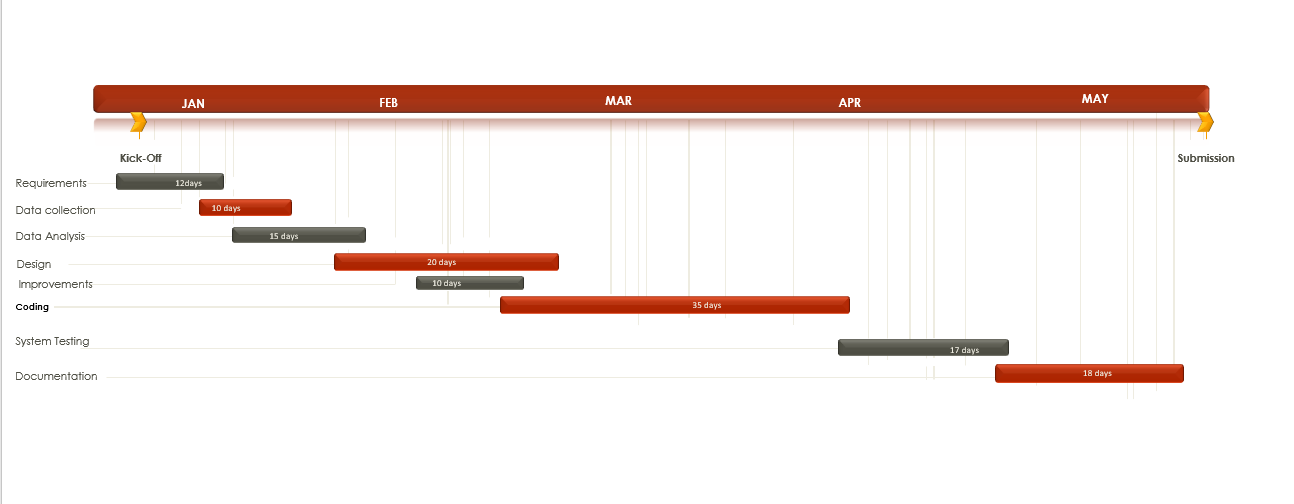 JAN FEB MAR APR MAY
Kick-Off Submission
Requirements 12days
Data collection 10 days
Data Analysis 15 days
Design 20 days
Improvements 10 days
Coding 35 days
System Testing 17 days
Documentation 18 days